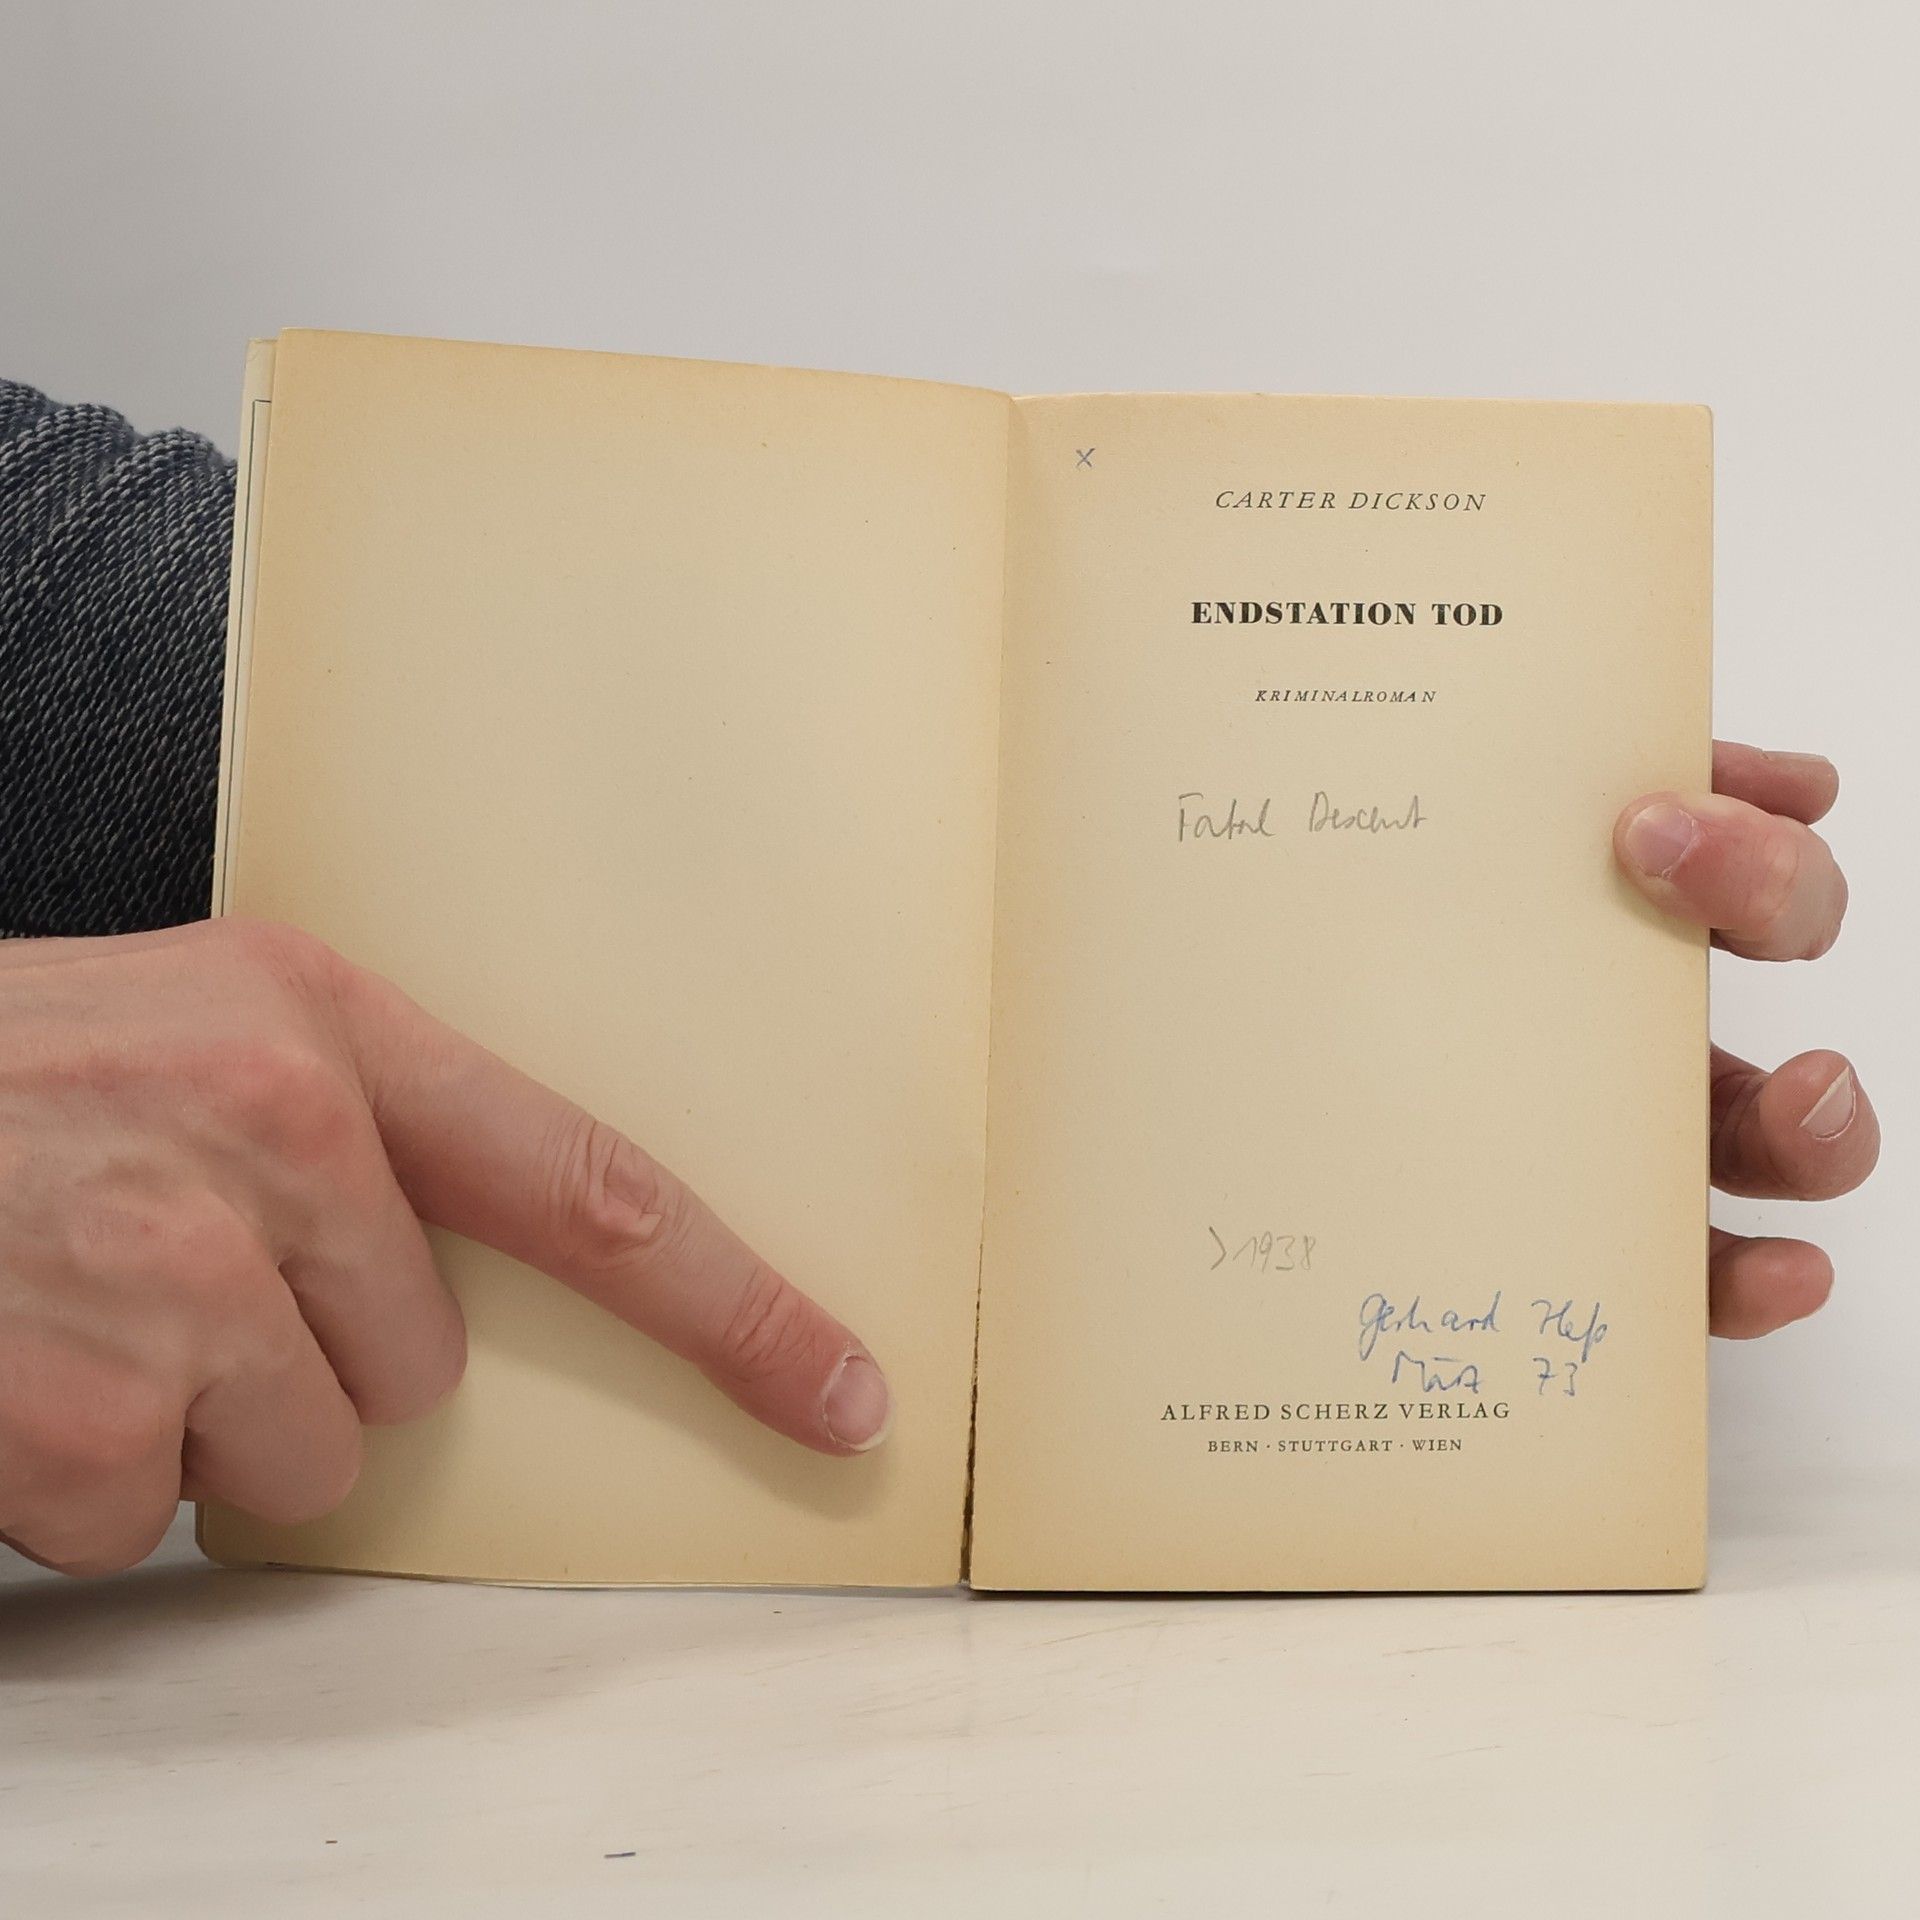 x
CARTER DICKSON
ENDSTATION TOD
KRIMINALROMAN
Fatal Descent
>1938
Gerhard Heß
März 73
ALFRED SCHERZ VERLAG
BERN · STUTTGART · WIEN